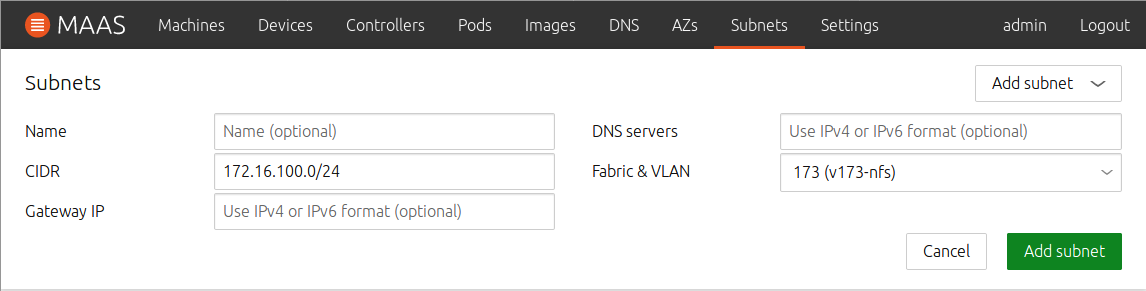 MAAS Machines Devices Controllers Pods Images DNS AZs Subnets Settings admin Logout
Subnets Add subnet
Name Name (optional) DNS servers Use IPv4 or IPv6 format (optional)
CIDR 172.16.100.0/24 Fabric & VLAN 173 (v173-nfs)
Gateway IP Use IPv4 or IPv6 format (optional)
Cancel Add subnet